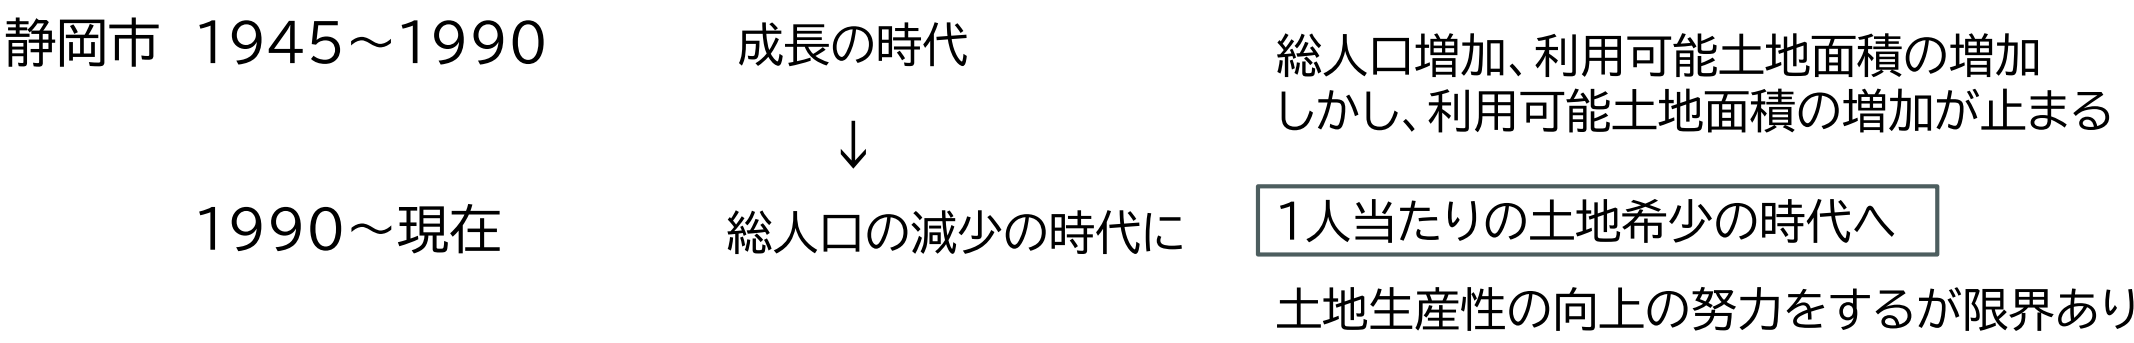 静岡市 1945～1990 成長の時代 総人口増加、利用可能土地面積の増加
しかし、利用可能土地面積の増加が止まる
↓
1990～現在 総人口の減少の時代に 1人当たりの土地希少の時代へ
土地生産性の向上の努力をするが限界あり